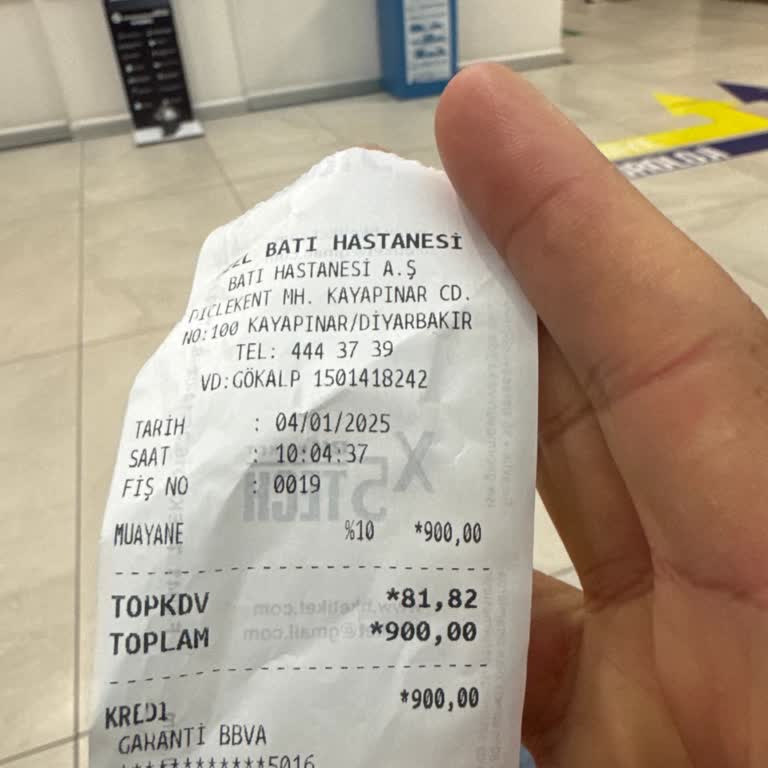 BATI HASTANESİ
BATI HASTANESİ A.Ş
DİCLEKENT MH. KAYAPINAR CD.
NO:100 KAYAPINAR/DİYARBAKIR
TEL: 444 37 39
VD:GÖKALP 1501418242
TARİH : 04/01/2025
SAAT : 10:04:37
FİŞ NO : 0019
MUAYANE %10 *900,00
TOPKDV *81,82
TOPLAM *900,00
KREDİ *900,00
GARANTİ BBVA
************5016